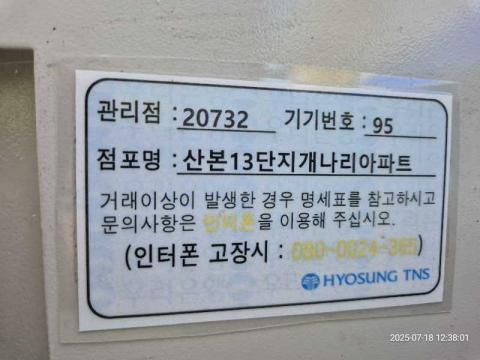 관리점 : 20732 기기번호 : 95
점포명 : 산본13단지개나리아파트
거래이상이 발생한 경우 명세표를 참고하시고
문의사항은 인터폰을 이용해 주십시오.
(인터폰 고장시 : 080-0024-365)
HYOSUNG TNS
2025-07-18 12:38:01